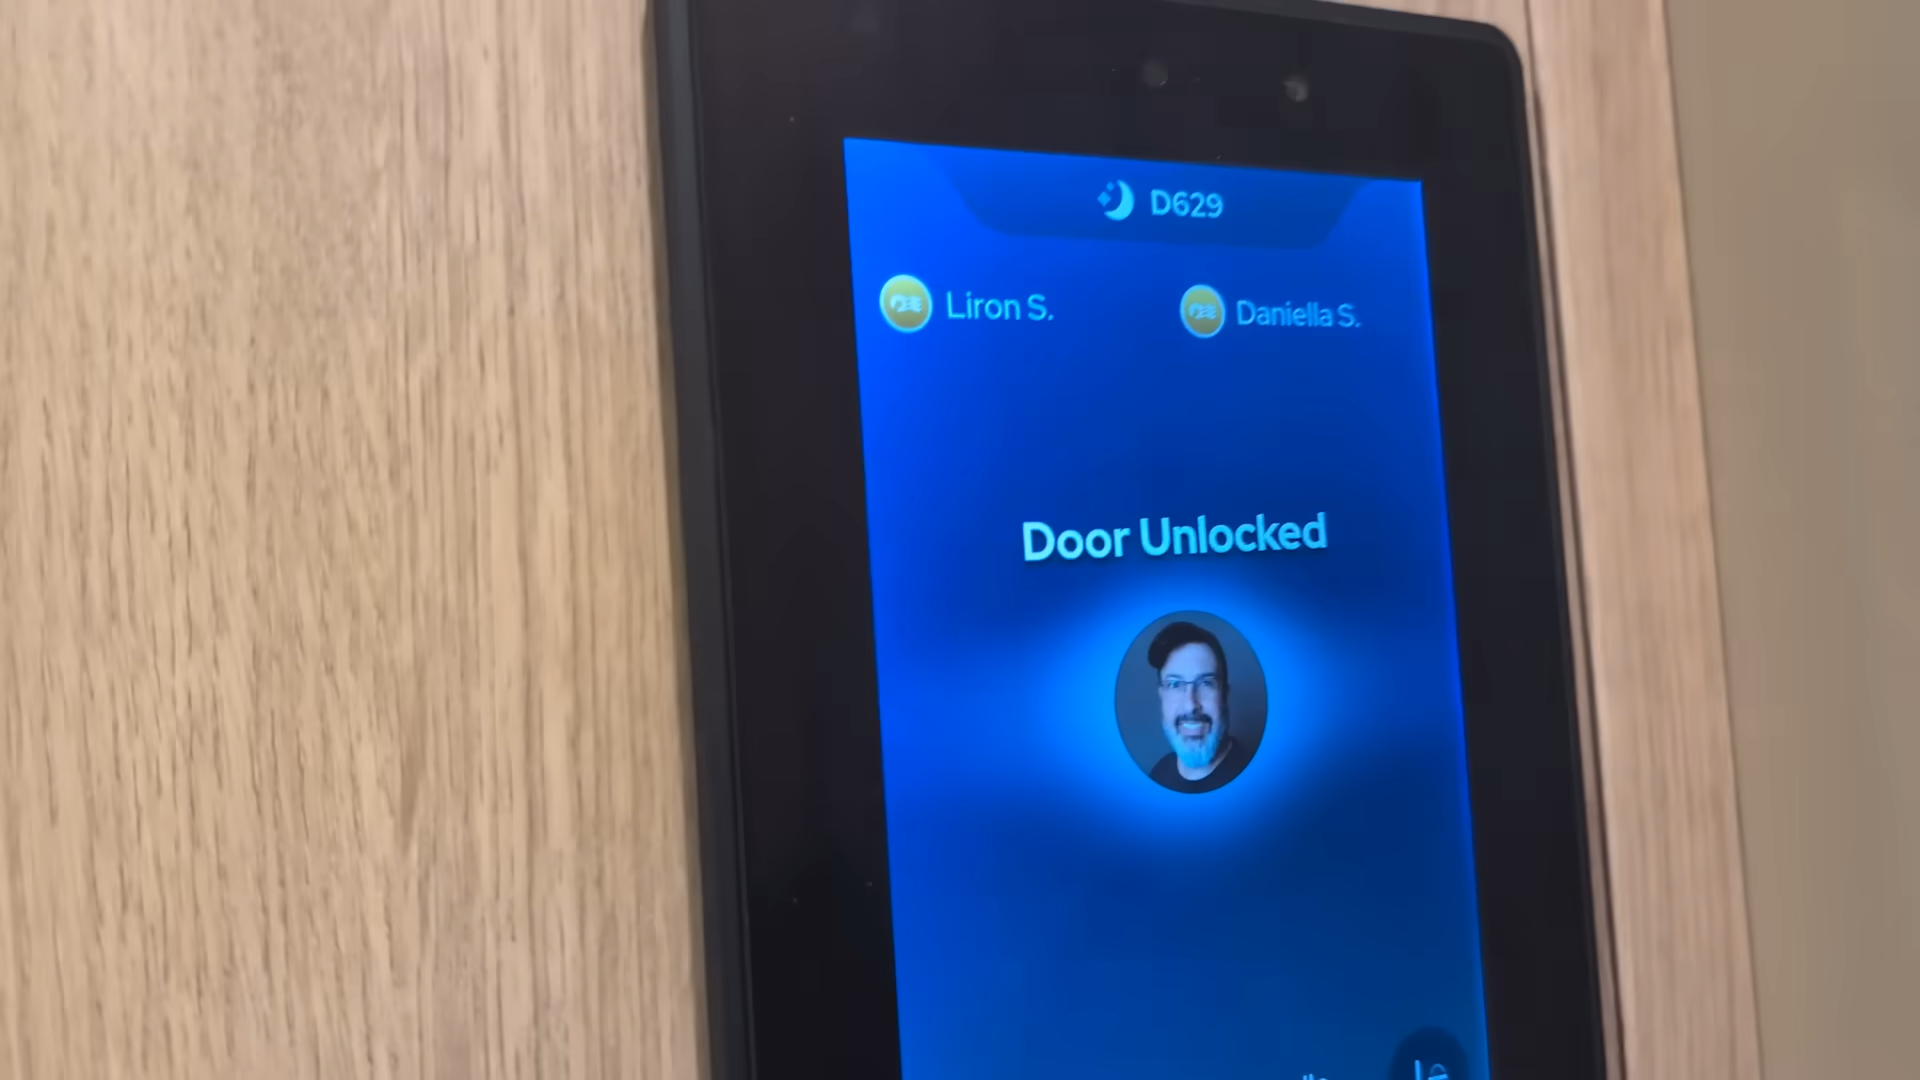 D629
Liron S.
Daniella S.
Door Unlocked